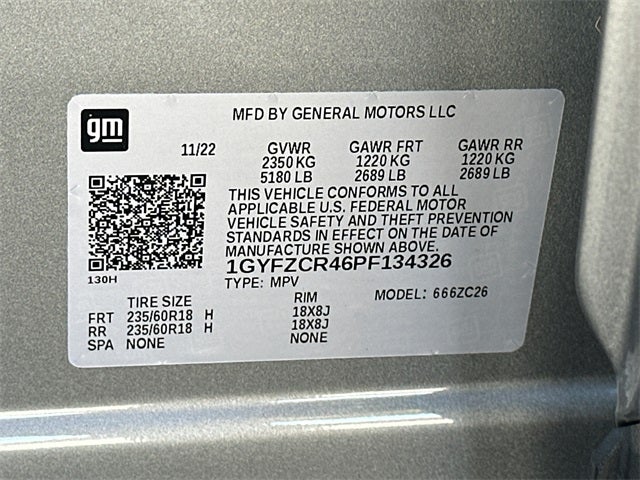 gm
MFD BY GENERAL MOTORS LLC
11/22 GVWR GAWR FRT GAWR RR
2350 KG 1220 KG 1220 KG
5180 LB 2689 LB 2689 LB
THIS VEHICLE CONFORMS TO ALL
APPLICABLE U.S. FEDERAL MOTOR
VEHICLE SAFETY AND THEFT PREVENTION
STANDARDS IN EFFECT ON THE DATE OF
MANUFACTURE SHOWN ABOVE.
1GYFZCR46PF134326
130H
TYPE: MPV
TIRE SIZE RIM MODEL: 666ZC26
FRT 235/60R18 H 18X8J
RR 235/60R18 H 18X8J
SPA NONE NONE